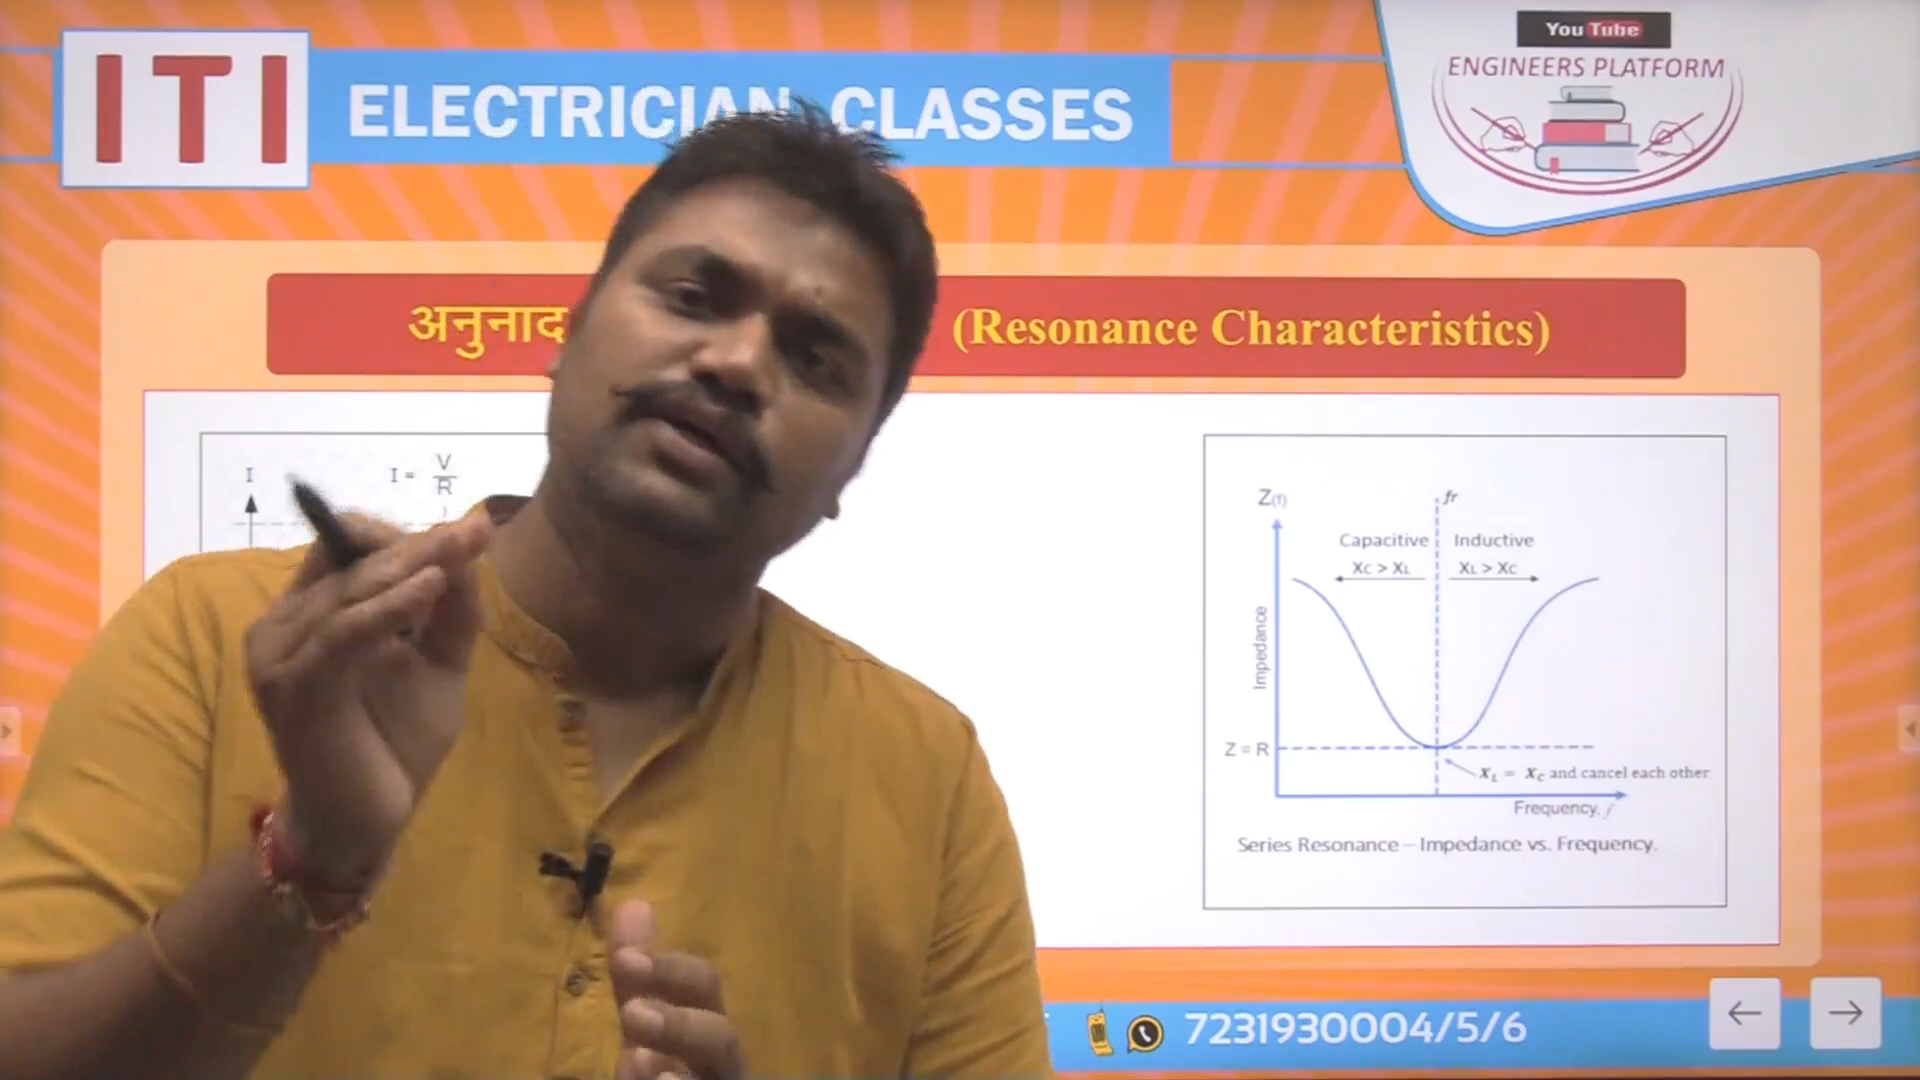 ITI
ELECTRICIAN CLASSES
You Tube
ENGINEERS PLATFORM
अनुनाद
(Resonance Characteristics)
I
I = V
R
Z(f)
fr
Capacitive
Inductive
XC > XL
XL > XC
Impedance
Z = R
XL = XC and cancel each other
Frequency, f
Series Resonance – Impedance vs. Frequency.
7231930004/5/6